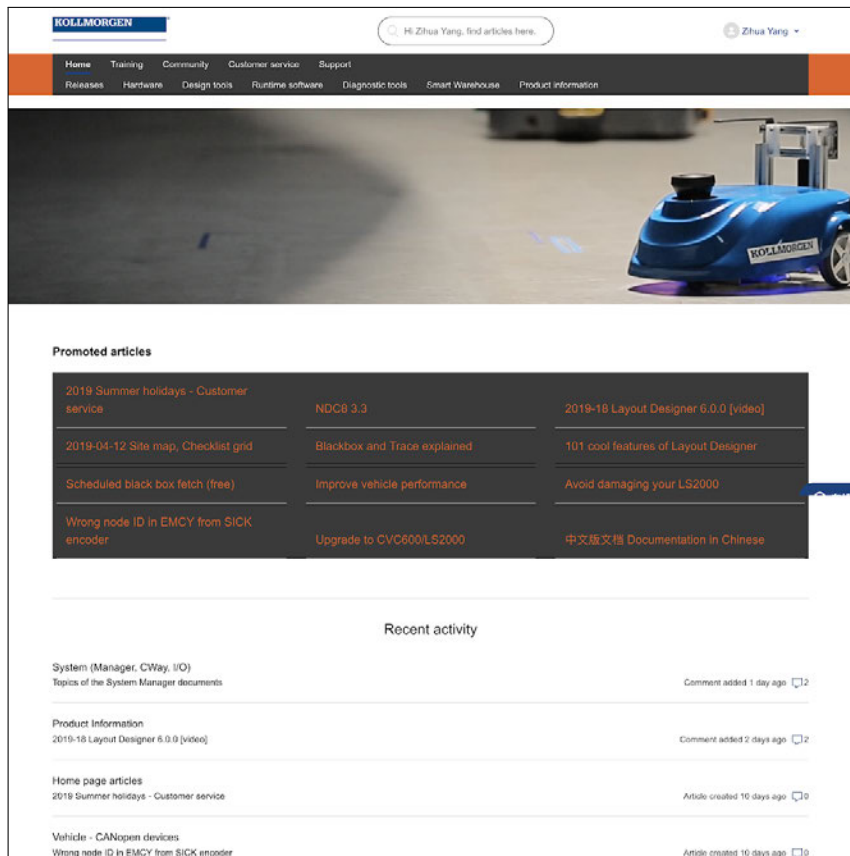 KOLLMORGEN
Hi Zihua Yang, find articles here.
Zihua Yang
Home Training Community Customer service Support
Releases Hardware Design tools Runtime software Diagnostic tools Smart Warehouse Product information
KOLLMORGEN
Promoted articles
2019 Summer holidays - Customer
service
NDC8 3.3
2019-18 Layout Designer 6.0.0 [video]
2019-04-12 Site map, Checklist grid
Blackbox and Trace explained
101 cool features of Layout Designer
Scheduled black box fetch (free)
Improve vehicle performance
Avoid damaging your LS2000
Wrong node ID in EMCY from SICK
encoder
Upgrade to CVC600/LS2000
中文版文档 Documentation in Chinese
Recent activity
System (Manager, CWay, I/O)
Topics of the System Manager documents
Comment added 1 day ago 2
Product Information
2019-18 Layout Designer 6.0.0 [video]
Comment added 2 days ago 2
Home page articles
2019 Summer holidays - Customer service
Article created 10 days ago 0
Vehicle - CANopen devices
Wrong node ID in EMCY from SICK encoder
Article created 10 days ago 0